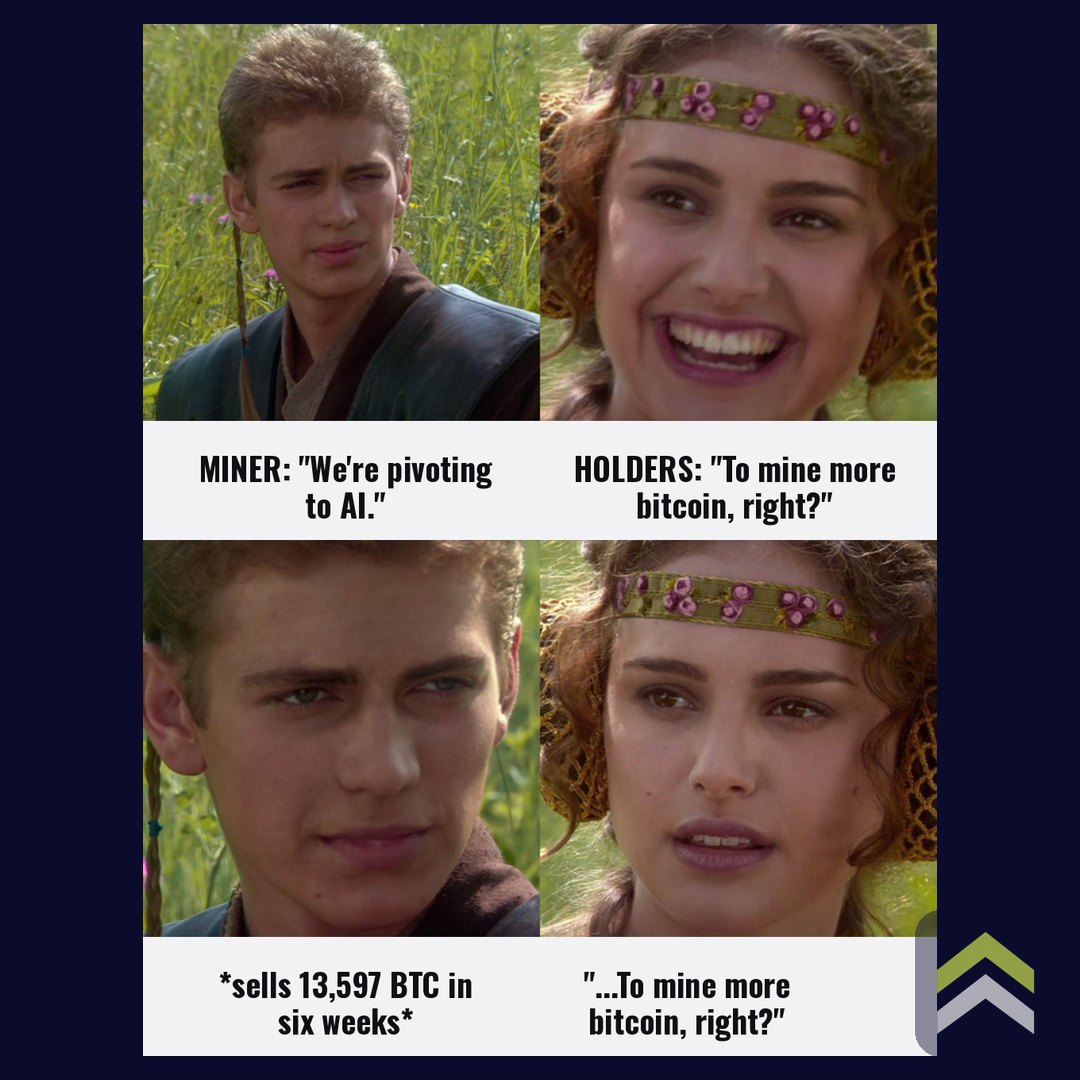 MINER: "We're pivoting
to AI."
HOLDERS: "To mine more
bitcoin, right?"
*sells 13,597 BTC in
six weeks*
"...To mine more
bitcoin, right?"